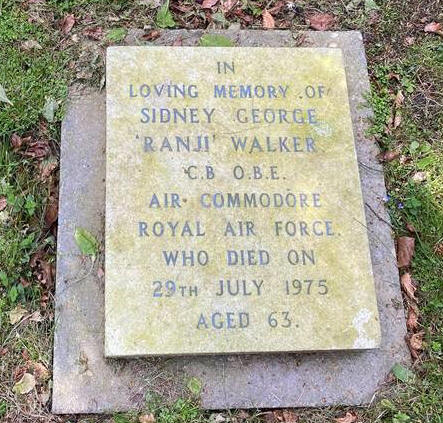 IN
LOVING MEMORY OF
SIDNEY GEORGE
'RANJI' WALKER
C.B O.B.E.
AIR COMMODORE
ROYAL AIR FORCE.
WHO DIED ON
29TH JULY 1975
AGED 63.